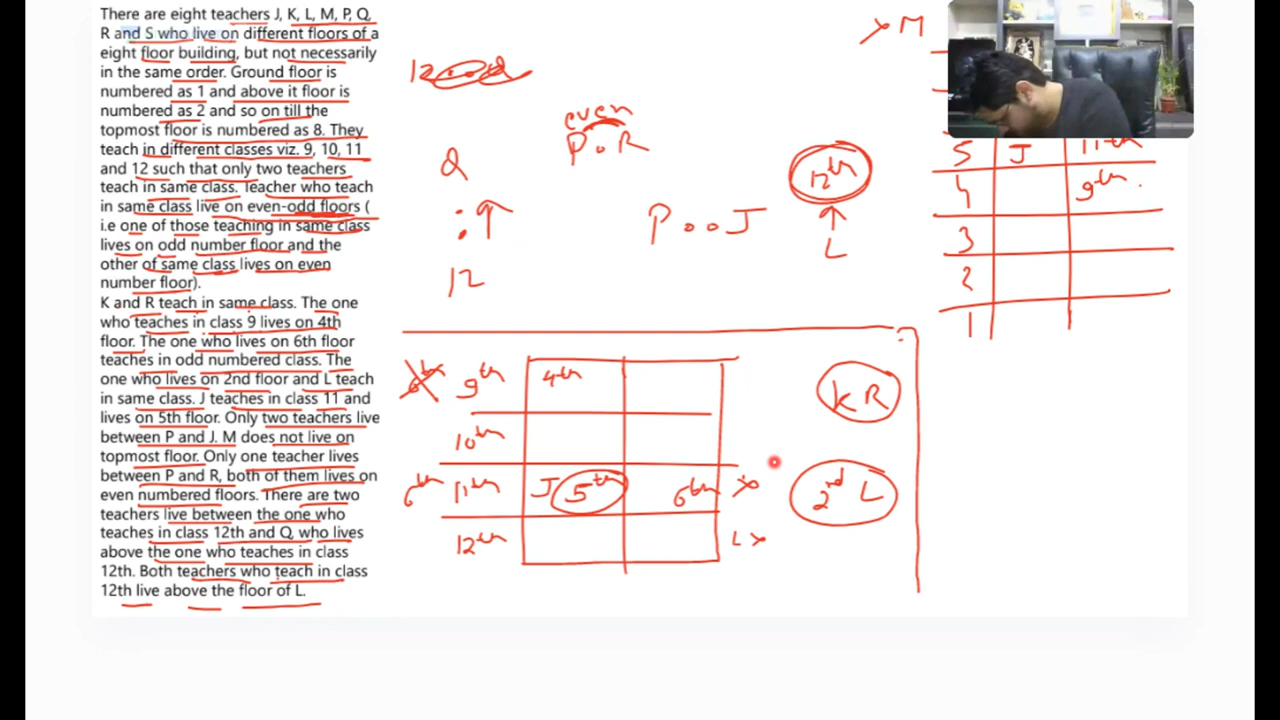 There are eight teachers J, K, L, M, P, Q,
R and S who live on different floors of a
eight floor building, but not necessarily
in the same order. Ground floor is
numbered as 1 and above it floor is
numbered as 2 and so on till the
topmost floor is numbered as 8. They
teach in different classes viz. 9, 10, 11
and 12 such that only two teachers
teach in same class. Teacher who teach
in same class live on even-odd floors (
i.e one of those teaching in same class
lives on odd number floor and the
other of same class lives on even
number floor).
K and R teach in same class. The one
who teaches in class 9 lives on 4th
floor. The one who lives on 6th floor
teaches in odd numbered class. The
one who lives on 2nd floor and L teach
in same class. J teaches in class 11 and
lives on 5th floor. Only two teachers live
between P and J. M does not live on
topmost floor. Only one teacher lives
between P and R, both of them lives on
even numbered floors. There are two
teachers live between the one who
teaches in class 12th and Q, who lives
above the one who teaches in class
12th. Both teachers who teach in class
12th live above the floor of L.
12
even
P o R
Q
12
P o o J
12th
↑
L
x M
5 J 11th
4 9th
3
2
1
9th 4th
10th
6th 11th J 5th 6th x
12th L x
K R
2nd L